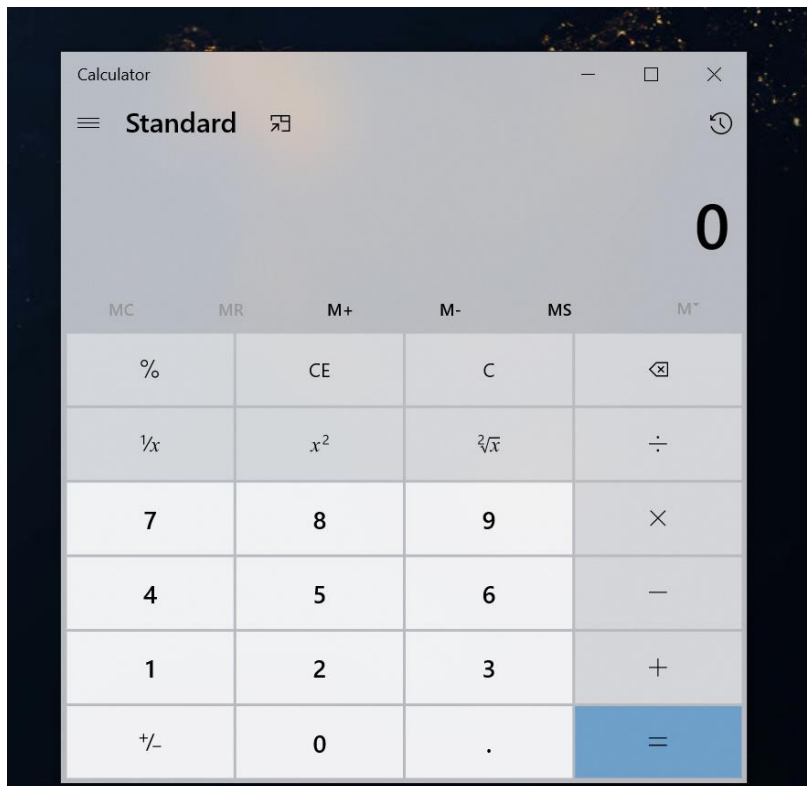 Calculator
Standard
0
MC MR M+ M- MS M˅
% CE C
⅟x x² ²√x ÷
7 8 9 ×
4 5 6 −
1 2 3 +
+/− 0 . =